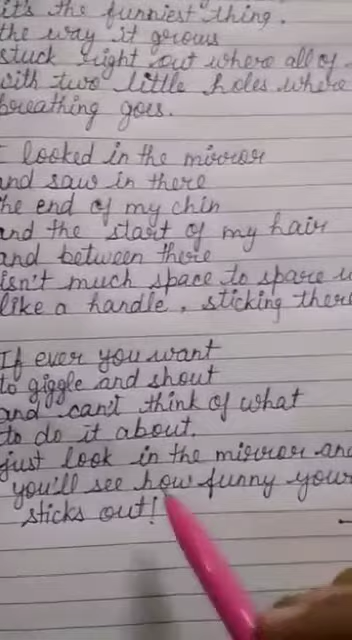 it's the funniest thing.
the way it grows
stuck right out where all of
with two little holes where
breathing goes.
I looked in the mirror
and saw in there
he end of my chin
and the start of my hair
and between there
isn't much space to spare
like a handle, sticking ther
If ever you want
to giggle and shout
and can't think of what
to do it about.
just look in the mirror and
you'll see how funny your
sticks out!